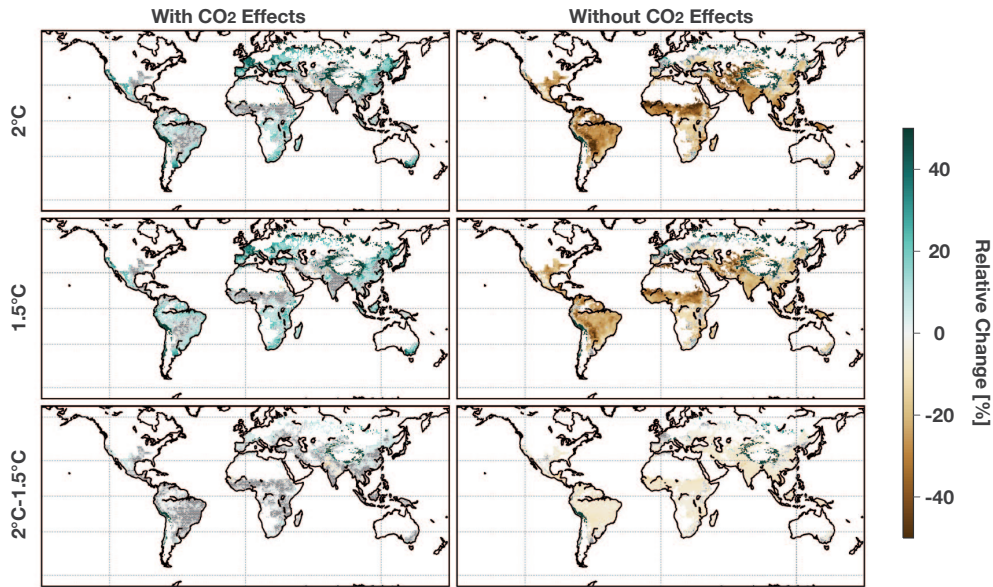 With CO2 Effects
Without CO2 Effects
2°C
1.5°C
2°C-1.5°C
40
20
0
-20
-40
Relative Change [%]